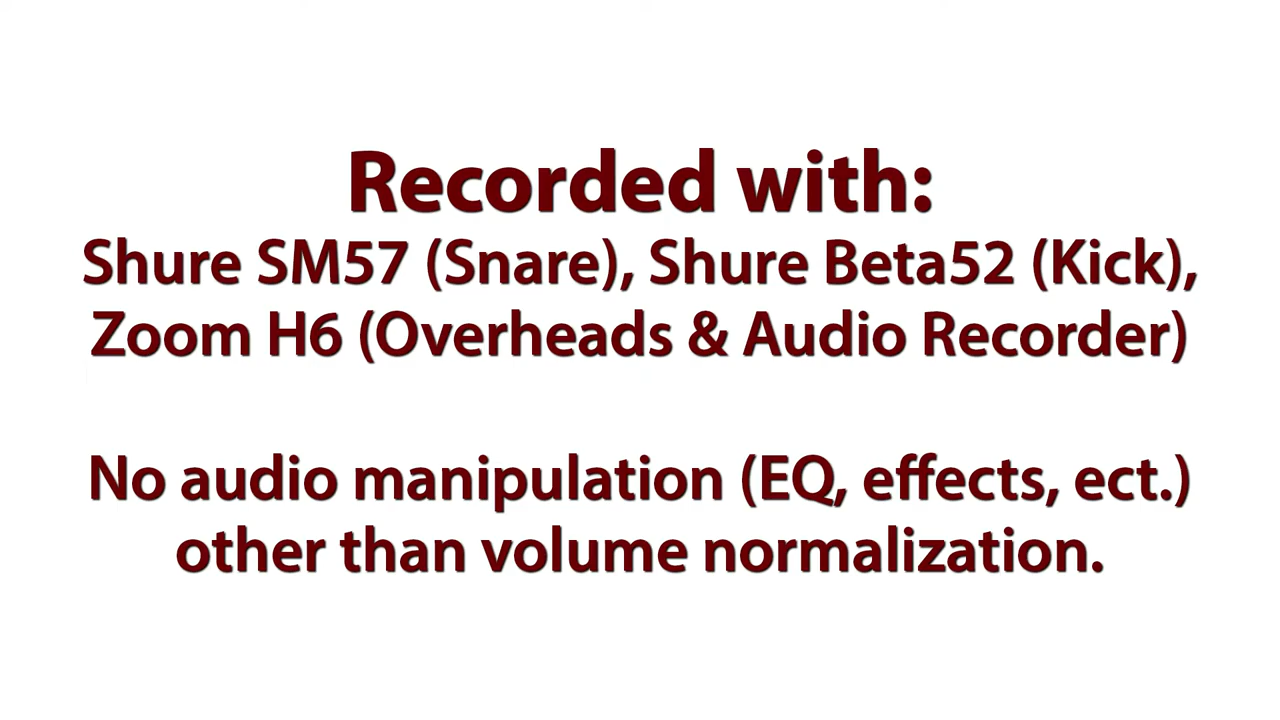 Recorded with:
Shure SM57 (Snare), Shure Beta52 (Kick),
Zoom H6 (Overheads & Audio Recorder)
No audio manipulation (EQ, effects, ect.)
other than volume normalization.